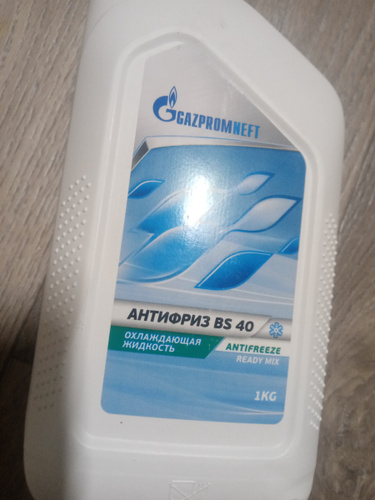 GAZPROMNEFT
АНТИФРИЗ BS 40
ОХЛАЖДАЮЩАЯ
ЖИДКОСТЬ
ANTIFREEZE
READY MIX
1KG